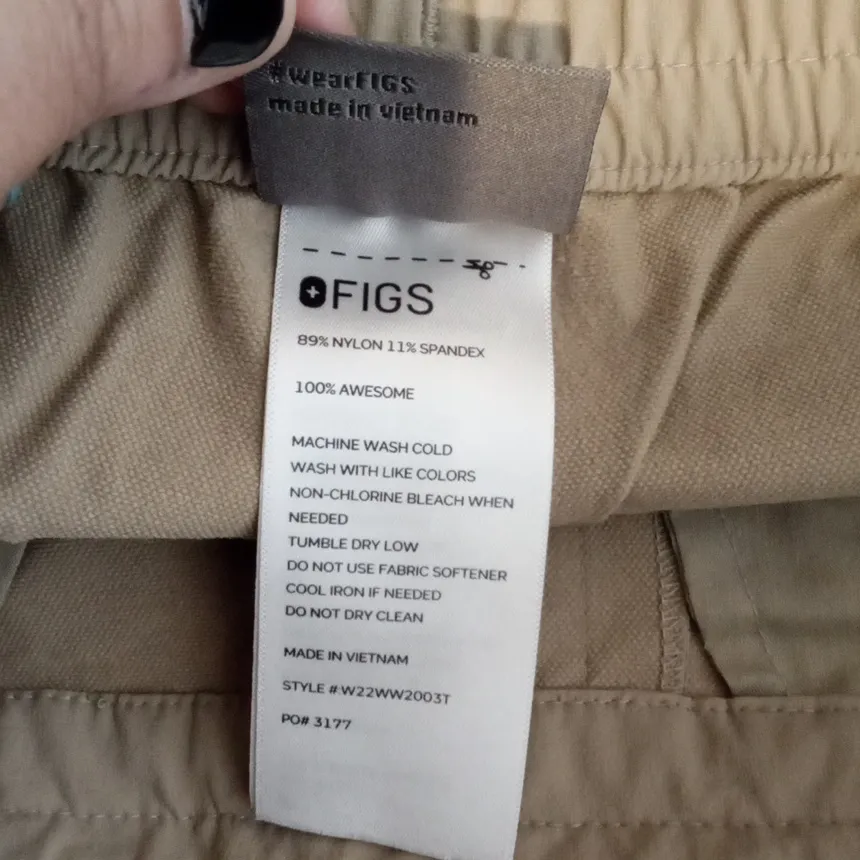 #wearFIGS
made in vietnam
FIGS
89% NYLON 11% SPANDEX
100% AWESOME
MACHINE WASH COLD
WASH WITH LIKE COLORS
NON-CHLORINE BLEACH WHEN
NEEDED
TUMBLE DRY LOW
DO NOT USE FABRIC SOFTENER
COOL IRON IF NEEDED
DO NOT DRY CLEAN
MADE IN VIETNAM
STYLE # W22WW2003T
PO# 3177